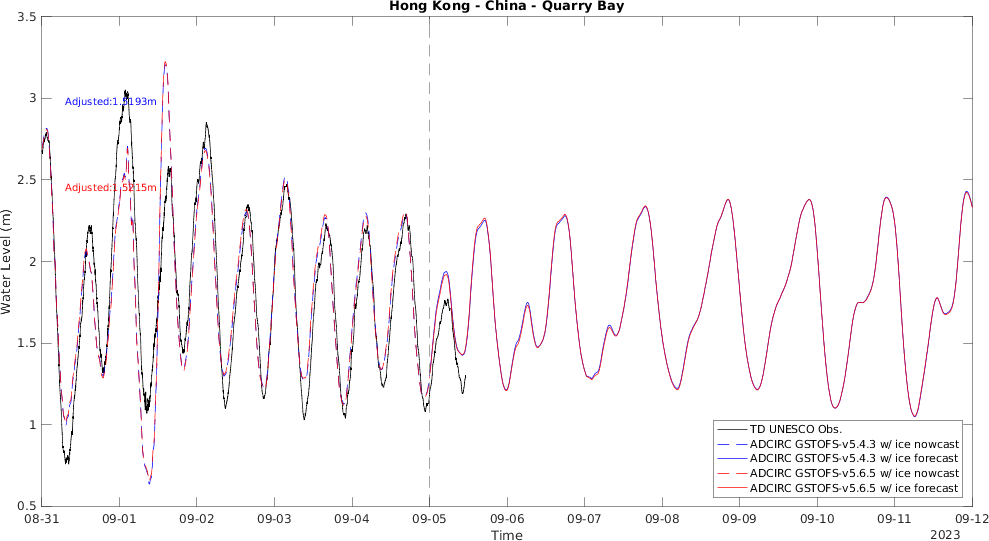 Hong Kong - China - Quarry Bay
3.5
3
2.5
2
1.5
1
0.5
Water Level (m)
Adjusted:1.5193m
Adjusted:1.5215m
TD UNESCO Obs.
ADCIRC GSTOFS-v5.4.3 w/ ice nowcast
ADCIRC GSTOFS-v5.4.3 w/ ice forecast
ADCIRC GSTOFS-v5.6.5 w/ ice nowcast
ADCIRC GSTOFS-v5.6.5 w/ ice forecast
08-31 09-01 09-02 09-03 09-04 09-05 09-06 09-07 09-08 09-09 09-10 09-11 09-12
Time
2023